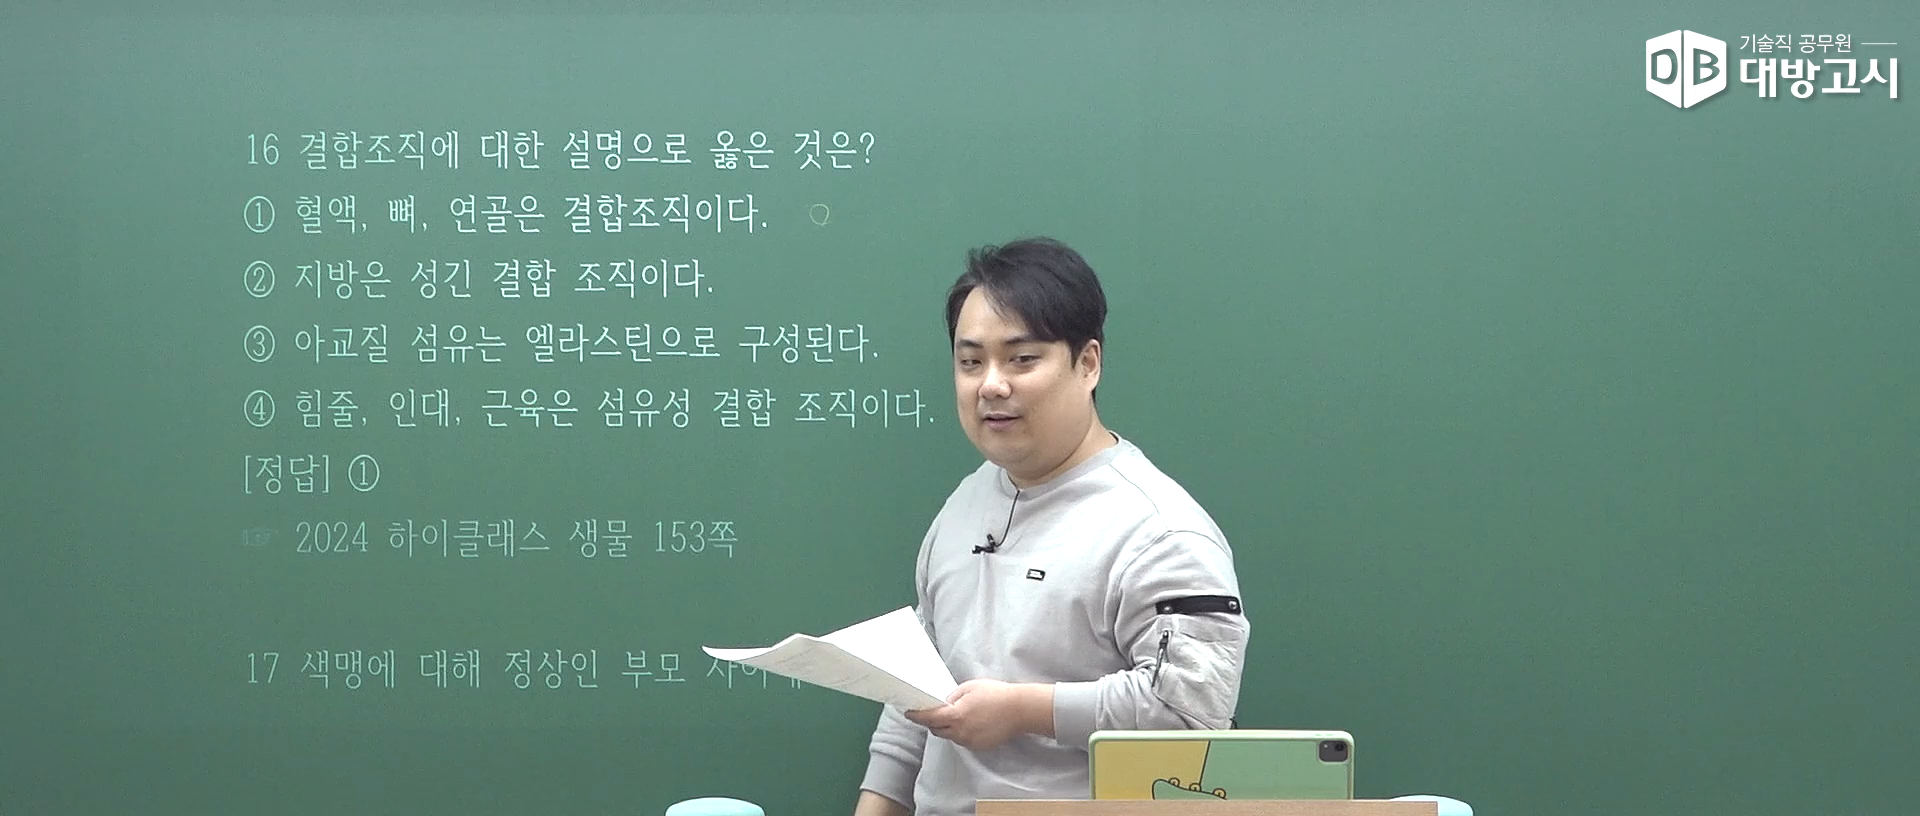 기술직 공무원
DB 대방고시
16 결합조직에 대한 설명으로 옳은 것은?
① 혈액, 뼈, 연골은 결합조직이다.
② 지방은 성긴 결합 조직이다.
③ 아교질 섬유는 엘라스틴으로 구성된다.
④ 힘줄, 인대, 근육은 섬유성 결합 조직이다.
[정답] ①
☞ 2024 하이클래스 생물 153쪽
17 색맹에 대해 정상인 부모